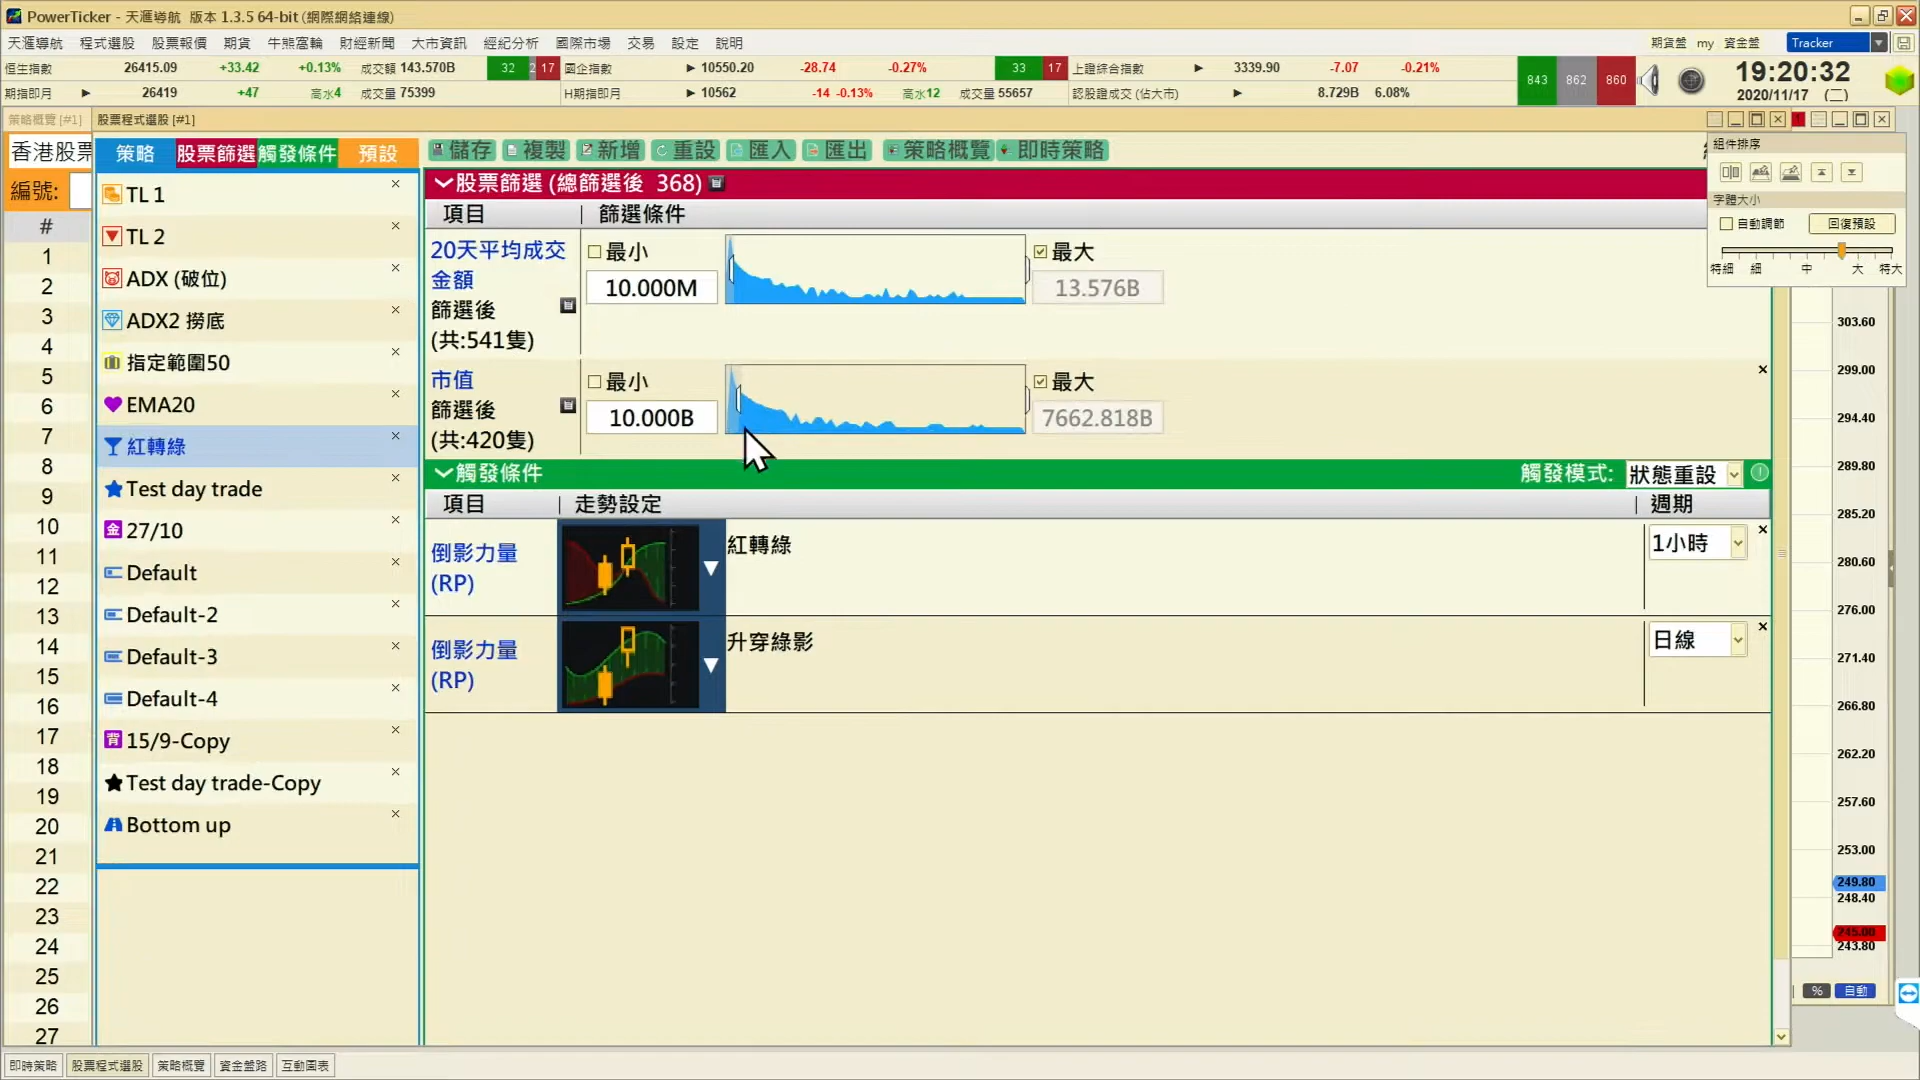 PowerTicker - 天滙導航 版本 1.3.5 64-bit (網際網絡連線)
天滙導航 程式選股 股票報價 期貨 牛熊窩輪 財經新聞 大市資訊 經紀分析 國際市場 交易 設定 說明 期貨盤 my 資金盤 Tracker
恒生指數 26415.09 +33.42 +0.13% 成交額 143.570B 32 2 17 國企指數 10550.20 -28.74 -0.27% 33 17 上證綜合指數 3339.90 -7.07 -0.21% 843 862 860 19:20:32
期指即月 26419 +47 高水4 成交量 75399 H期指即月 10562 -14 -0.13% 高水12 成交量 55657 認股證成交 (佔大市) 8.729B 6.08% 2020/11/17 (二)
策略概覽 [#1] 股票程式選股 [#1]
香港股票
編號:
#
1
2
3
4
5
6
7
8
9
10
11
12
13
14
15
16
17
18
19
20
21
22
23
24
25
26
27
策略 股票篩選 觸發條件 預設
TL 1
TL 2
ADX (破位)
ADX2 撈底
指定範圍50
EMA20
紅轉綠
Test day trade
金 27/10
Default
Default-2
Default-3
Default-4
背 15/9-Copy
Test day trade-Copy
Bottom up
儲存 複製 新增 重設 匯入 匯出 策略概覽 即時策略
股票篩選 (總篩選後 368)
項目 篩選條件
20天平均成交金額
篩選後
(共:541隻)
最小 最大
10.000M 13.576B
市值
篩選後
(共:420隻)
最小 最大
10.000B 7662.818B
觸發條件 觸發模式: 狀態重設
項目 走勢設定 週期
倒影力量
(RP)
紅轉綠 1小時
倒影力量
(RP)
升穿綠影 日線
組件排序
字體大小
自動調節 回復預設
特細 細 中 大 特大
303.60
299.00
294.40
289.80
285.20
280.60
276.00
271.40
266.80
262.20
257.60
253.00
249.80
248.40
245.00
243.80
% 自動
即時策略 股票程式選股 策略概覽 資金盤路 互動圖表